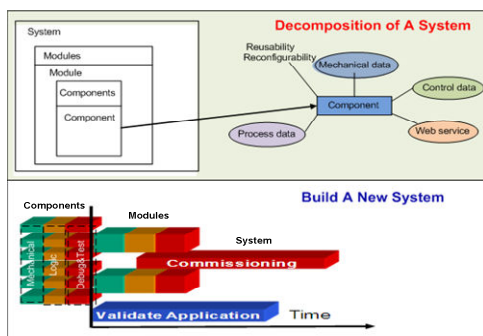 Decomposition of A System
System
Modules
Module
Components
Component
Reusability
Reconfigurability
Mechanical data
Control data
Component
Process data
Web service
Build A New System
Components
Modules
System
Mechanical
Logic
Debug&Test
Commissioning
Validate Application
Time